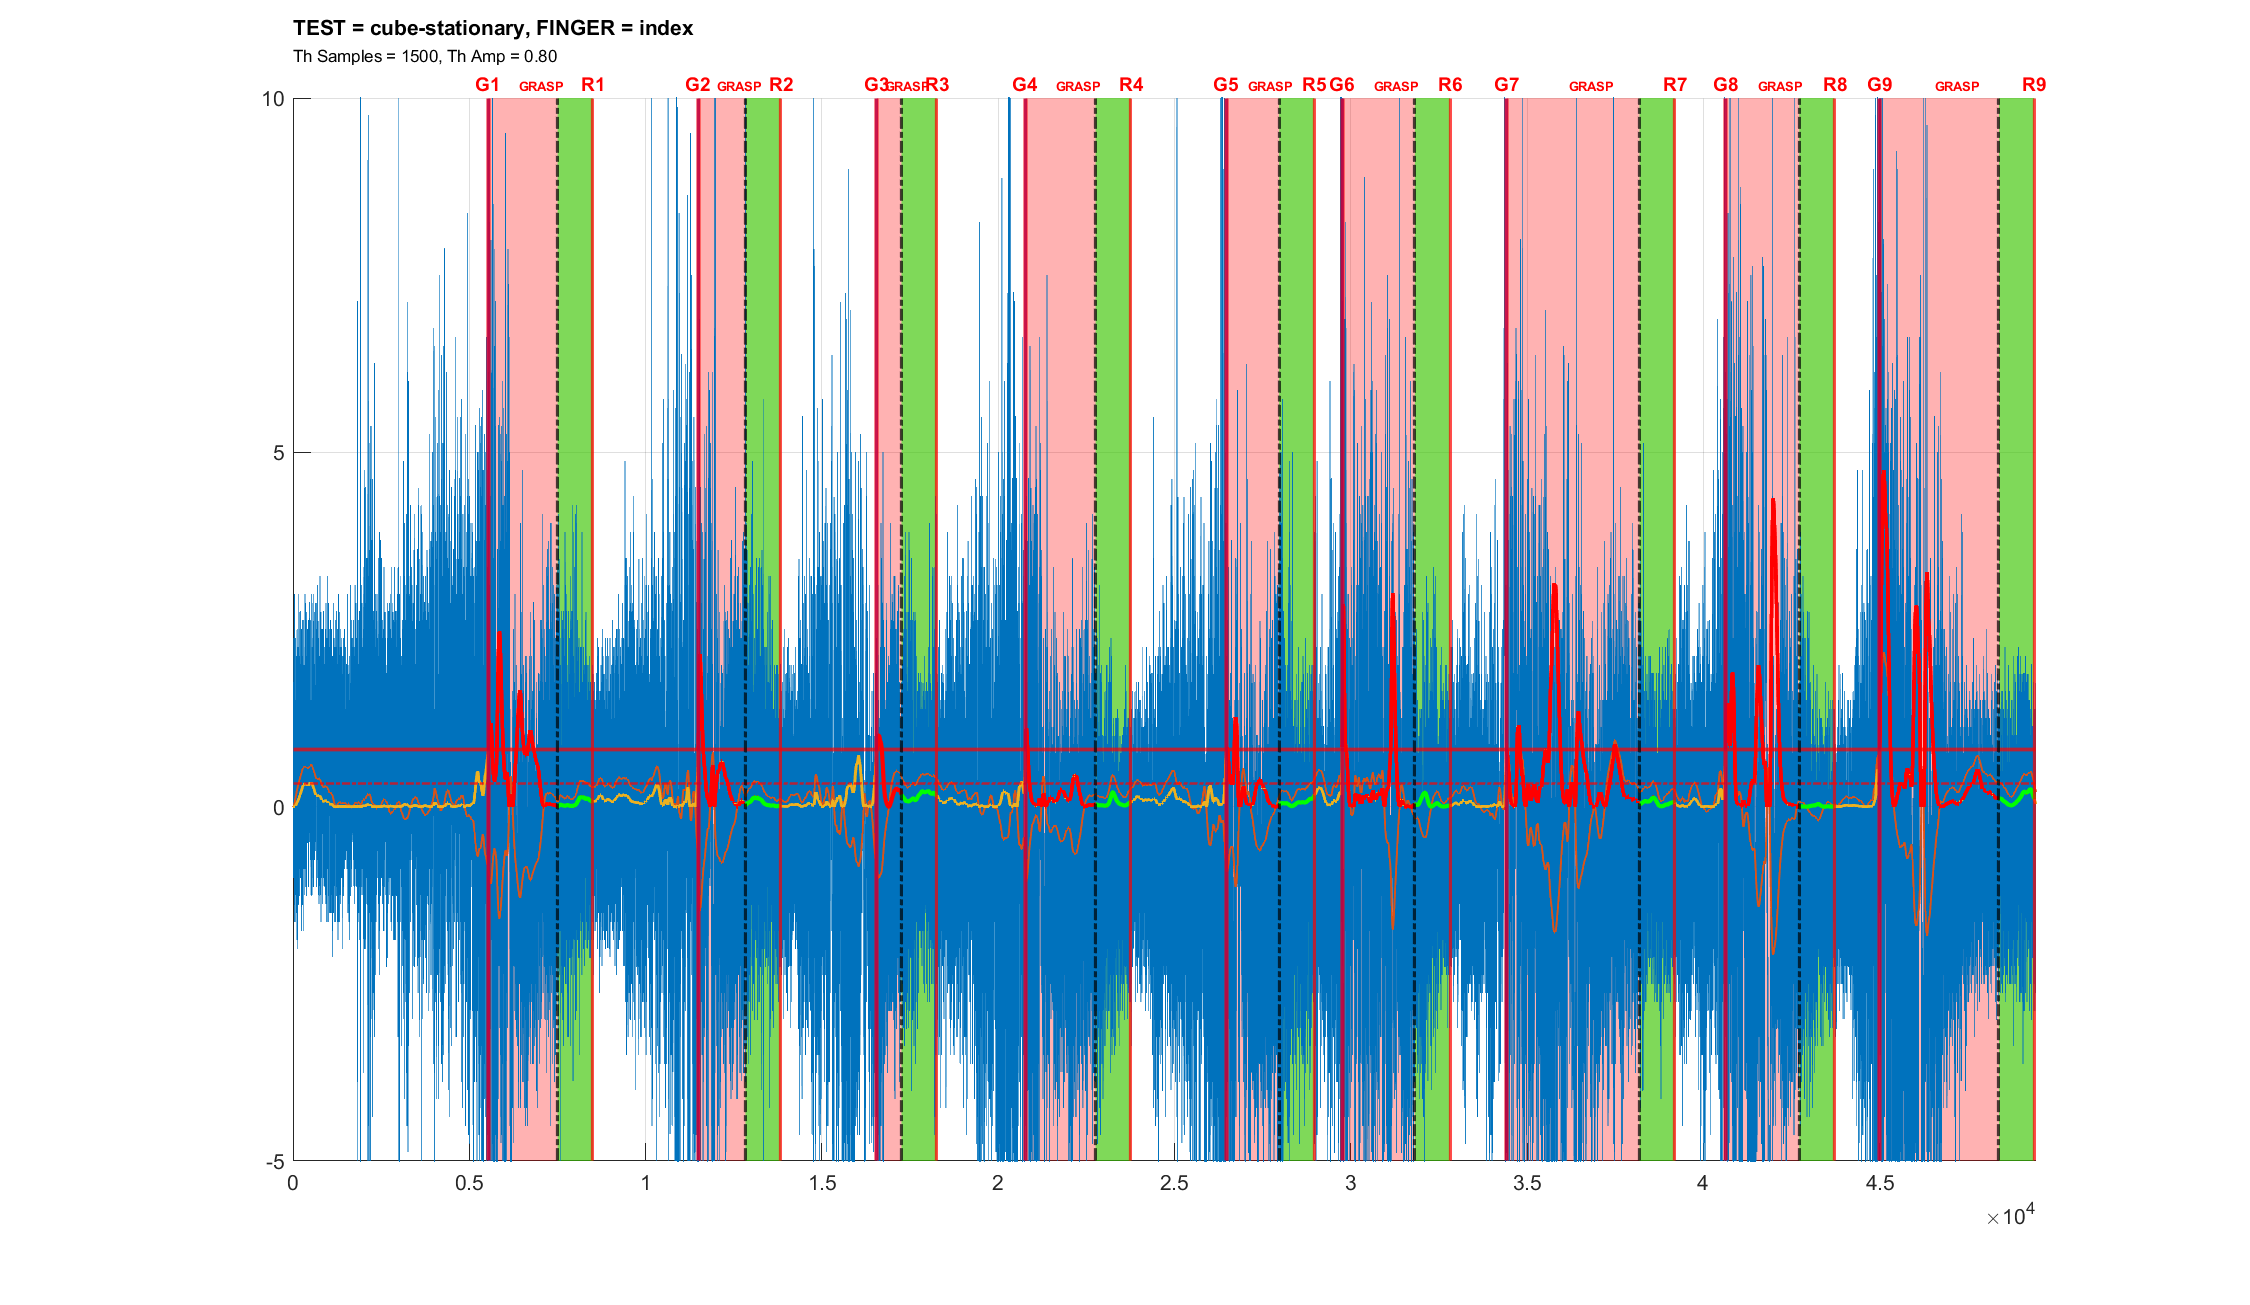 TEST = cube-stationary, FINGER = index
Th Samples = 1500, Th Amp = 0.80
G1 GRASP R1 G2 GRASP R2 G3 GRASP R3 G4 GRASP R4 G5 GRASP R5 G6 GRASP R6 G7 GRASP R7 G8 GRASP R8 G9 GRASP R9
10
5
0
-5
0 0.5 1 1.5 2 2.5 3 3.5 4 4.5
×10⁴